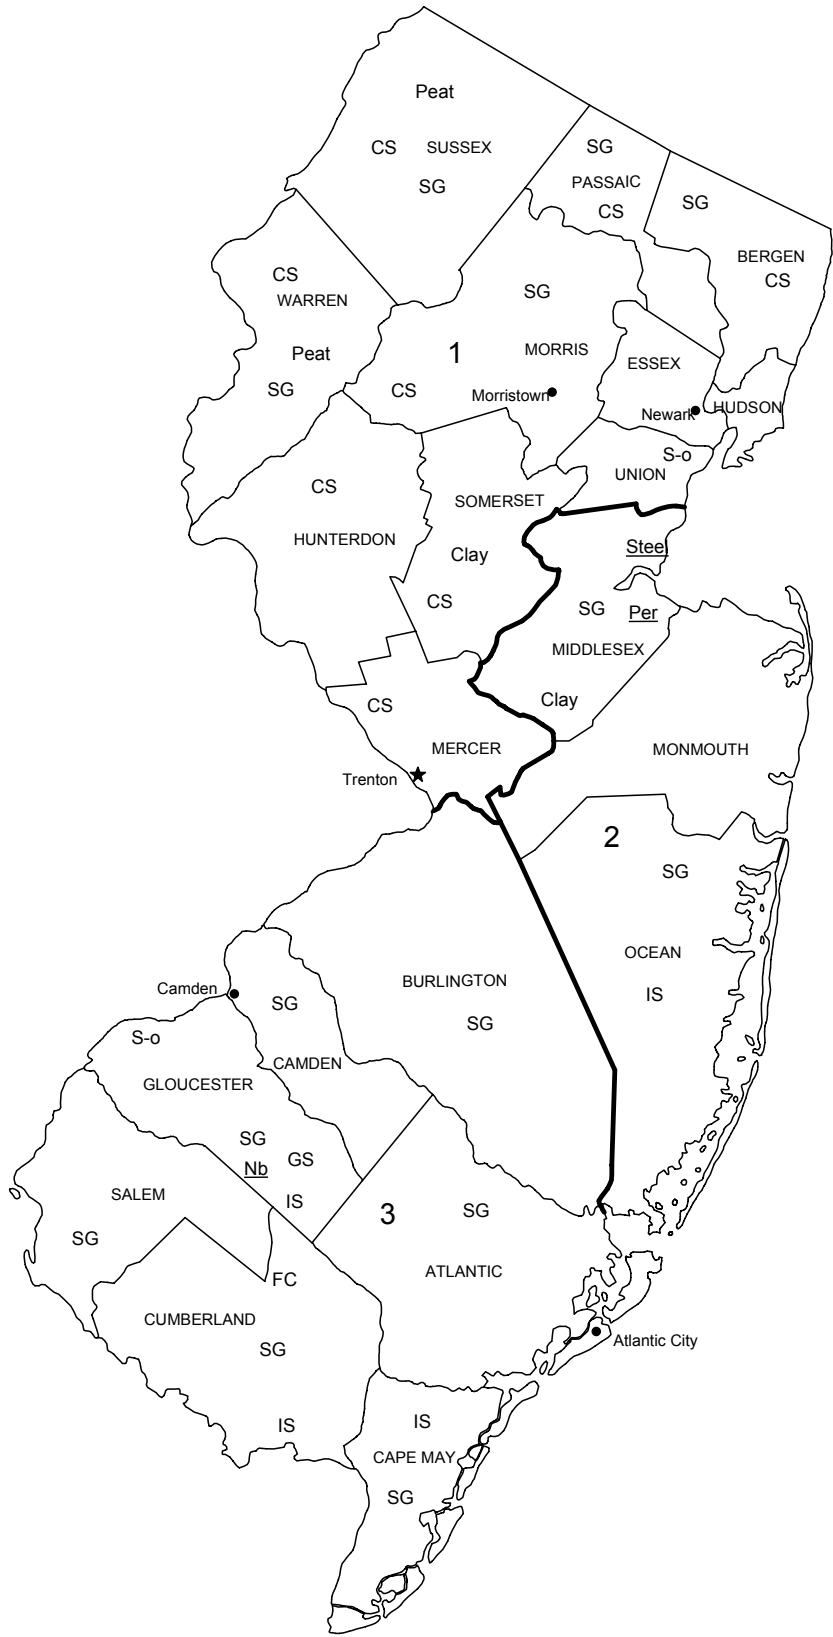 Peat
CS SUSSEX
SG
SG
PASSAIC
CS
SG
BERGEN
CS
CS
WARREN
Peat
SG
SG
1
MORRIS
CS
Morristown
ESSEX
Newark
HUDSON
S-o
UNION
CS
HUNTERDON
SOMERSET
Clay
CS
Steel
SG Per
MIDDLESEX
Clay
CS
MERCER
Trenton
MONMOUTH
2
SG
OCEAN
IS
BURLINGTON
SG
Camden
SG
CAMDEN
S-o
GLOUCESTER
SG
GS
Nb
IS
SALEM
SG
3
SG
ATLANTIC
FC
CUMBERLAND
SG
IS
Atlantic City
IS
CAPE MAY
SG